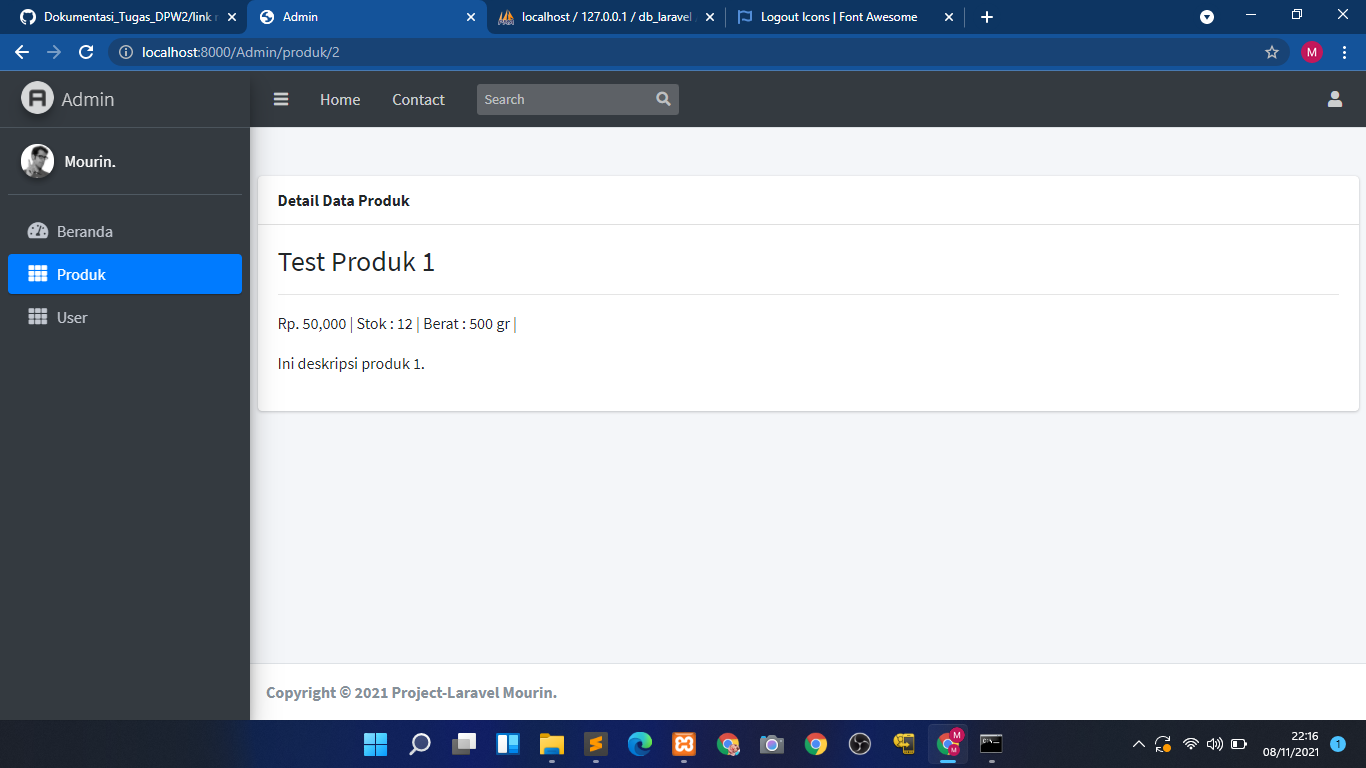 Dokumentasi_Tugas_DPW2/link r
Admin
localhost / 127.0.0.1 / db_laravel /
Logout Icons | Font Awesome
localhost:8000/Admin/produk/2
M
Admin
Home
Contact
Search
Mourin.
Beranda
Produk
User
Detail Data Produk
Test Produk 1
Rp. 50,000 | Stok : 12 | Berat : 500 gr |
Ini deskripsi produk 1.
Copyright © 2021 Project-Laravel Mourin.
22:16
08/11/2021
1